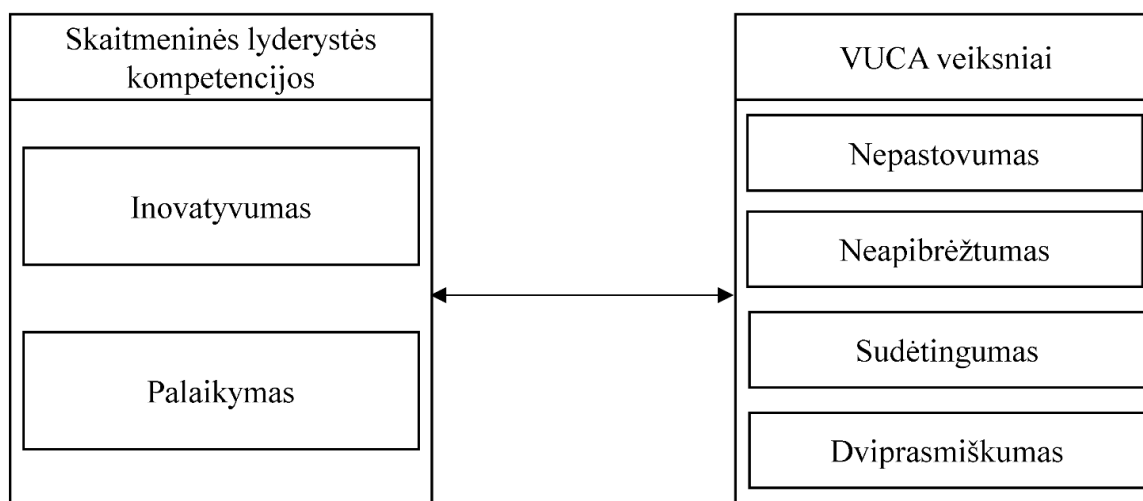 Skaitmeninės lyderystės
kompetencijos
Inovatyvumas
Palaikymas
VUCA veiksniai
Nepastovumas
Neapibrėžtumas
Sudėtingumas
Dviprasmiškumas